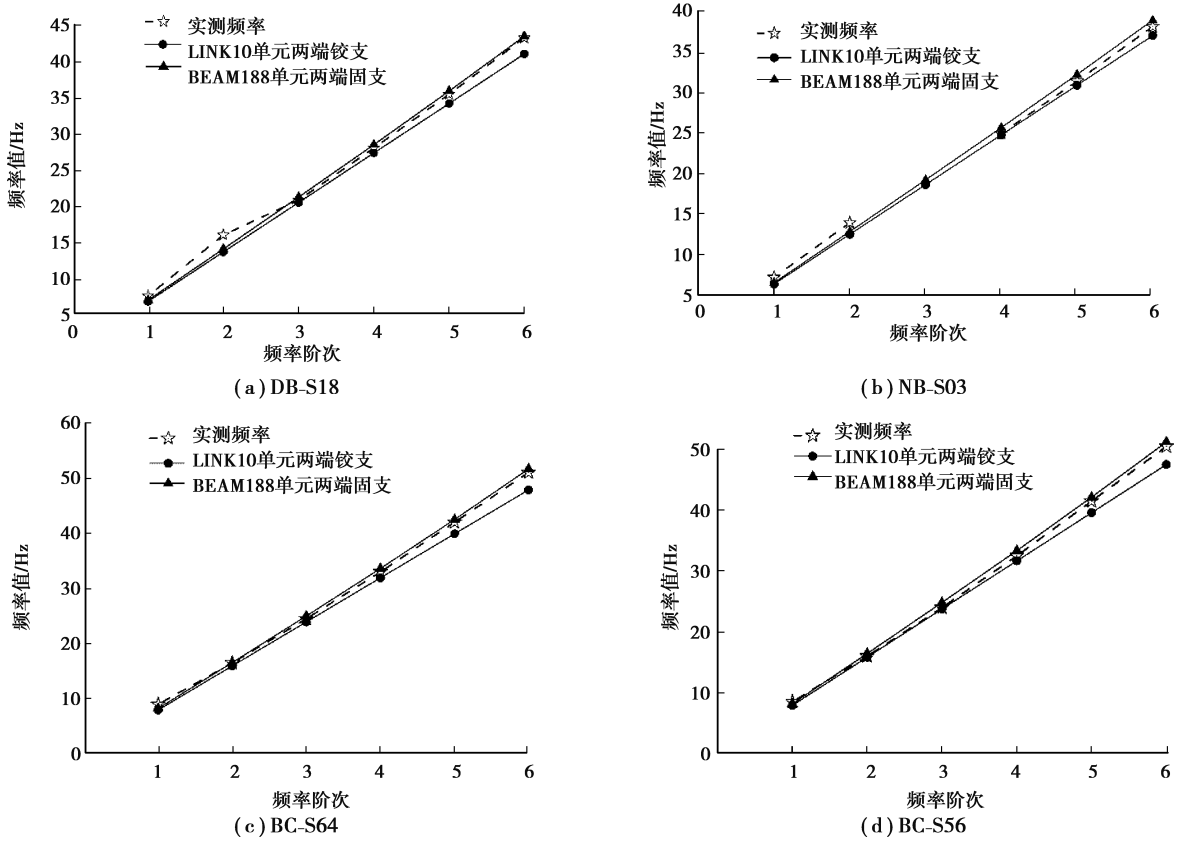 频率值/Hz
45
40
35
30
25
20
15
10
5
0
1
2
3
4
5
6
实测频率
LINK10单元两端铰支
BEAM188单元两端固支
频率阶次
(a)DB-S18
频率值/Hz
40
35
30
25
20
15
10
5
0
1
2
3
4
5
6
实测频率
LINK10单元两端铰支
BEAM188单元两端固支
频率阶次
(b)NB-S03
频率值/Hz
60
50
40
30
20
10
0
1
2
3
4
5
6
实测频率
LINK10单元两端铰支
BEAM188单元两端固支
频率阶次
(c)BC-S64
频率值/Hz
50
40
30
20
10
0
1
2
3
4
5
6
实测频率
LINK10单元两端铰支
BEAM188单元两端固支
频率阶次
(d)BC-S56